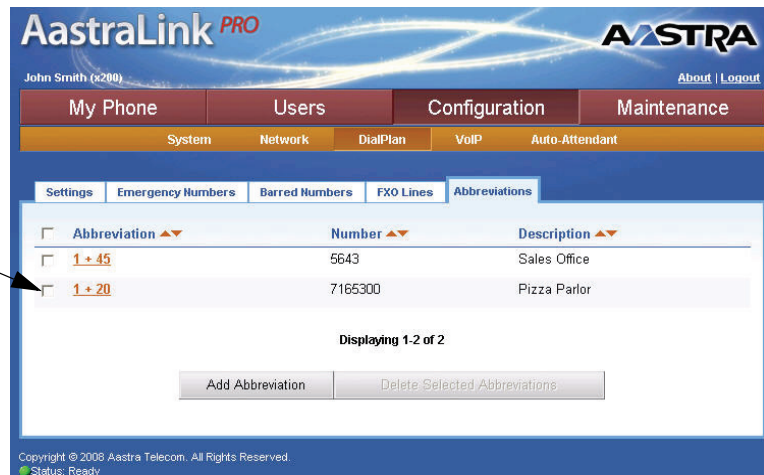 AastraLink PRO
AASTRA
John Smith (x200)
About | Logout
My Phone Users Configuration Maintenance
System Network DialPlan VoIP Auto-Attendant
Settings Emergency Numbers Barred Numbers FXO Lines Abbreviations
Abbreviation Number Description
1 + 45 5643 Sales Office
1 + 20 7165300 Pizza Parlor
Displaying 1-2 of 2
Add Abbreviation Delete Selected Abbreviations
Copyright © 2008 Aastra Telecom. All Rights Reserved.
Status: Ready